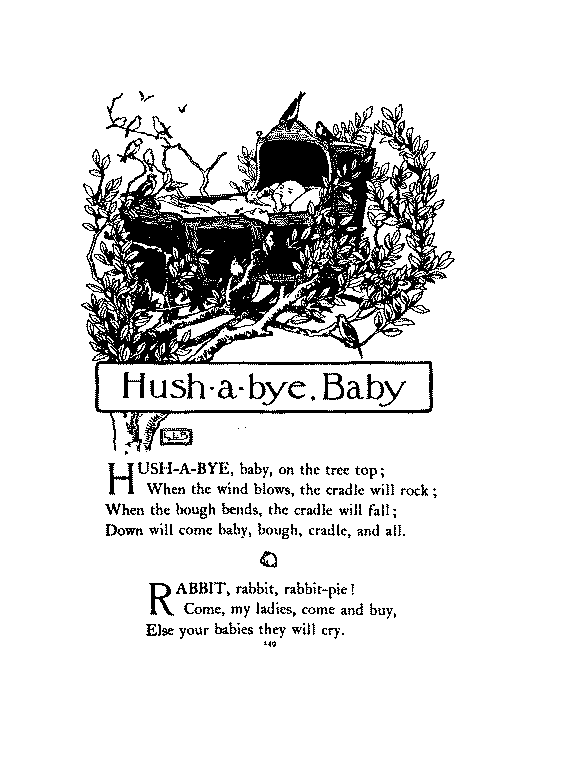 Hush·a·bye, Baby
LLB
HUSH-A-BYE, baby, on the tree top;
When the wind blows, the cradle will rock;
When the bough bends, the cradle will fall;
Down will come baby, bough, cradle, and all.
RABBIT, rabbit, rabbit-pie!
Come, my ladies, come and buy,
Else your babies they will cry.
149